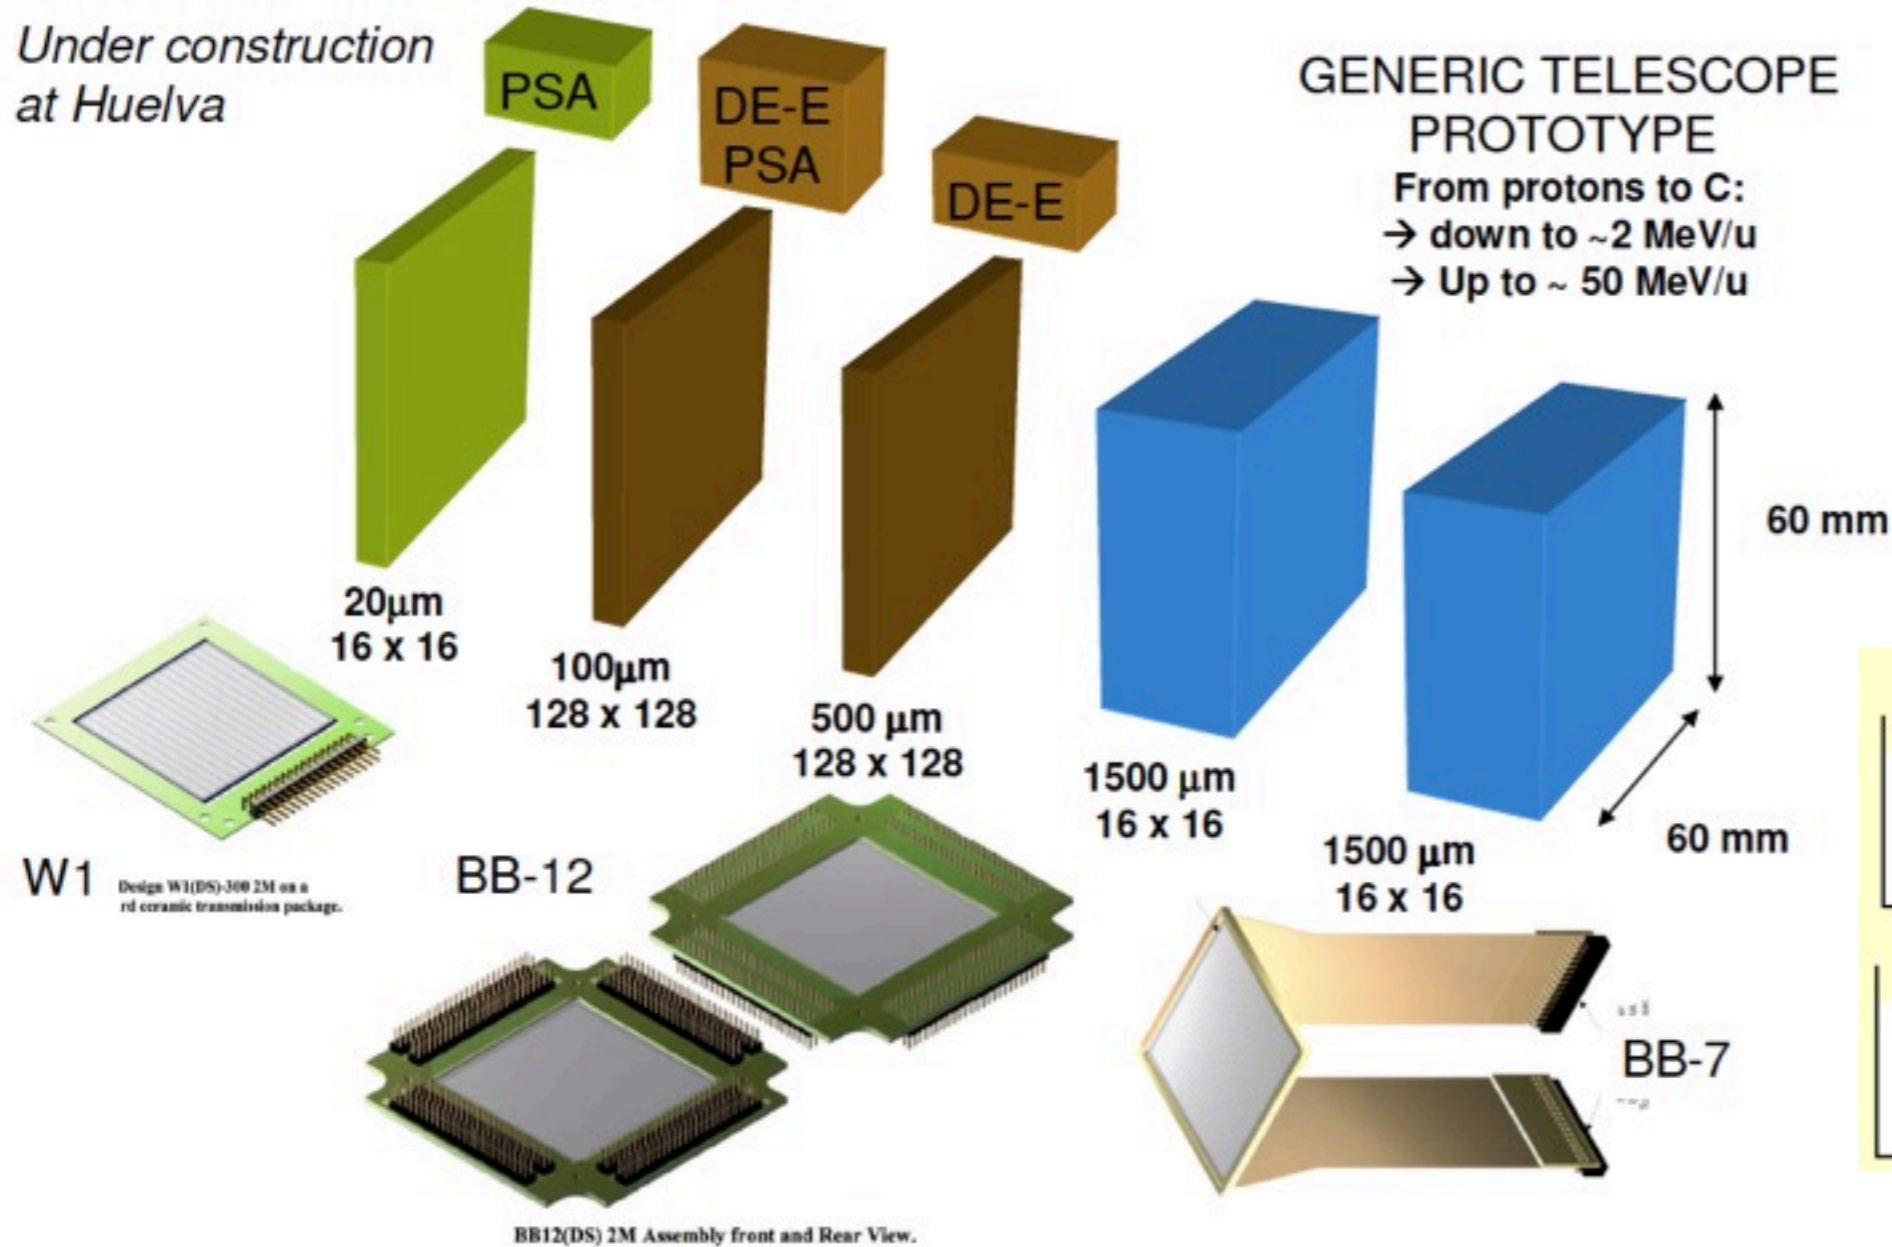 Under construction
at Huelva
PSA
DE-E
PSA
DE-E
GENERIC TELESCOPE
PROTOTYPE
From protons to C:
→ down to ~2 MeV/u
→ Up to ~ 50 MeV/u
60 mm
60 mm
20μm
16 x 16
100μm
128 x 128
500 μm
128 x 128
1500 μm
16 x 16
1500 μm
16 x 16
W1
Design W1(DS)-300 2M on a
rd ceramic transmission package.
BB-12
BB-7
BB12(DS) 2M Assembly front and Rear View.